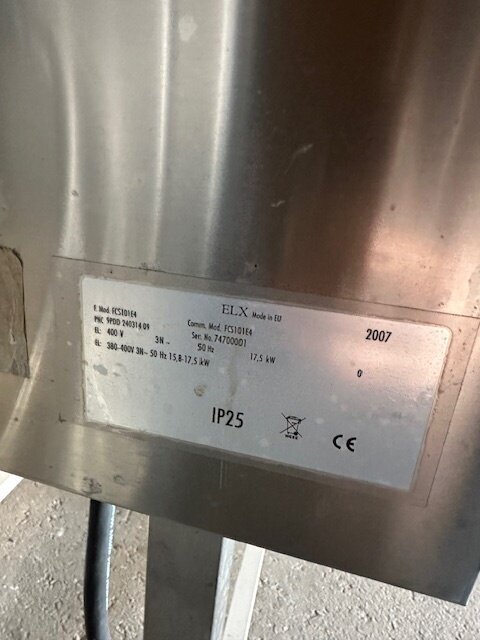 ELX Made in EU
F. Mod. FCS101E4 Comm. Mod. FCS101E4 2007
PNC 9PDD 240314 09 Ser. No. 74700001
EL: 400 V 3N~ 50 Hz 17,5 kW
EL: 380-400V 3N~ 50 Hz 15,8-17,5 kW 0
IP25
CE